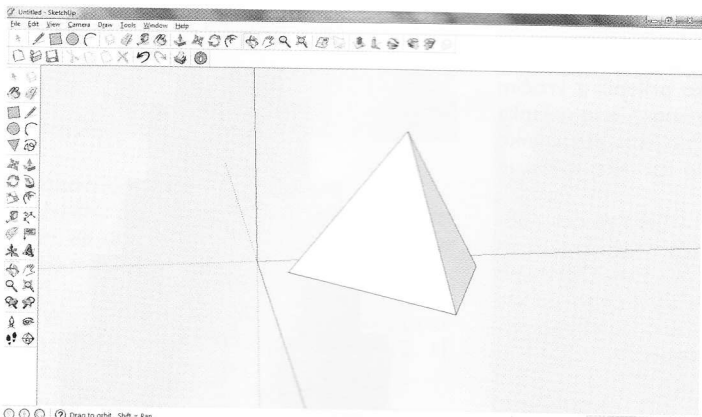 Untitled - SketchUp
File Edit View Camera Draw Tools Window Help
Drag to orbit. Shift = Pan